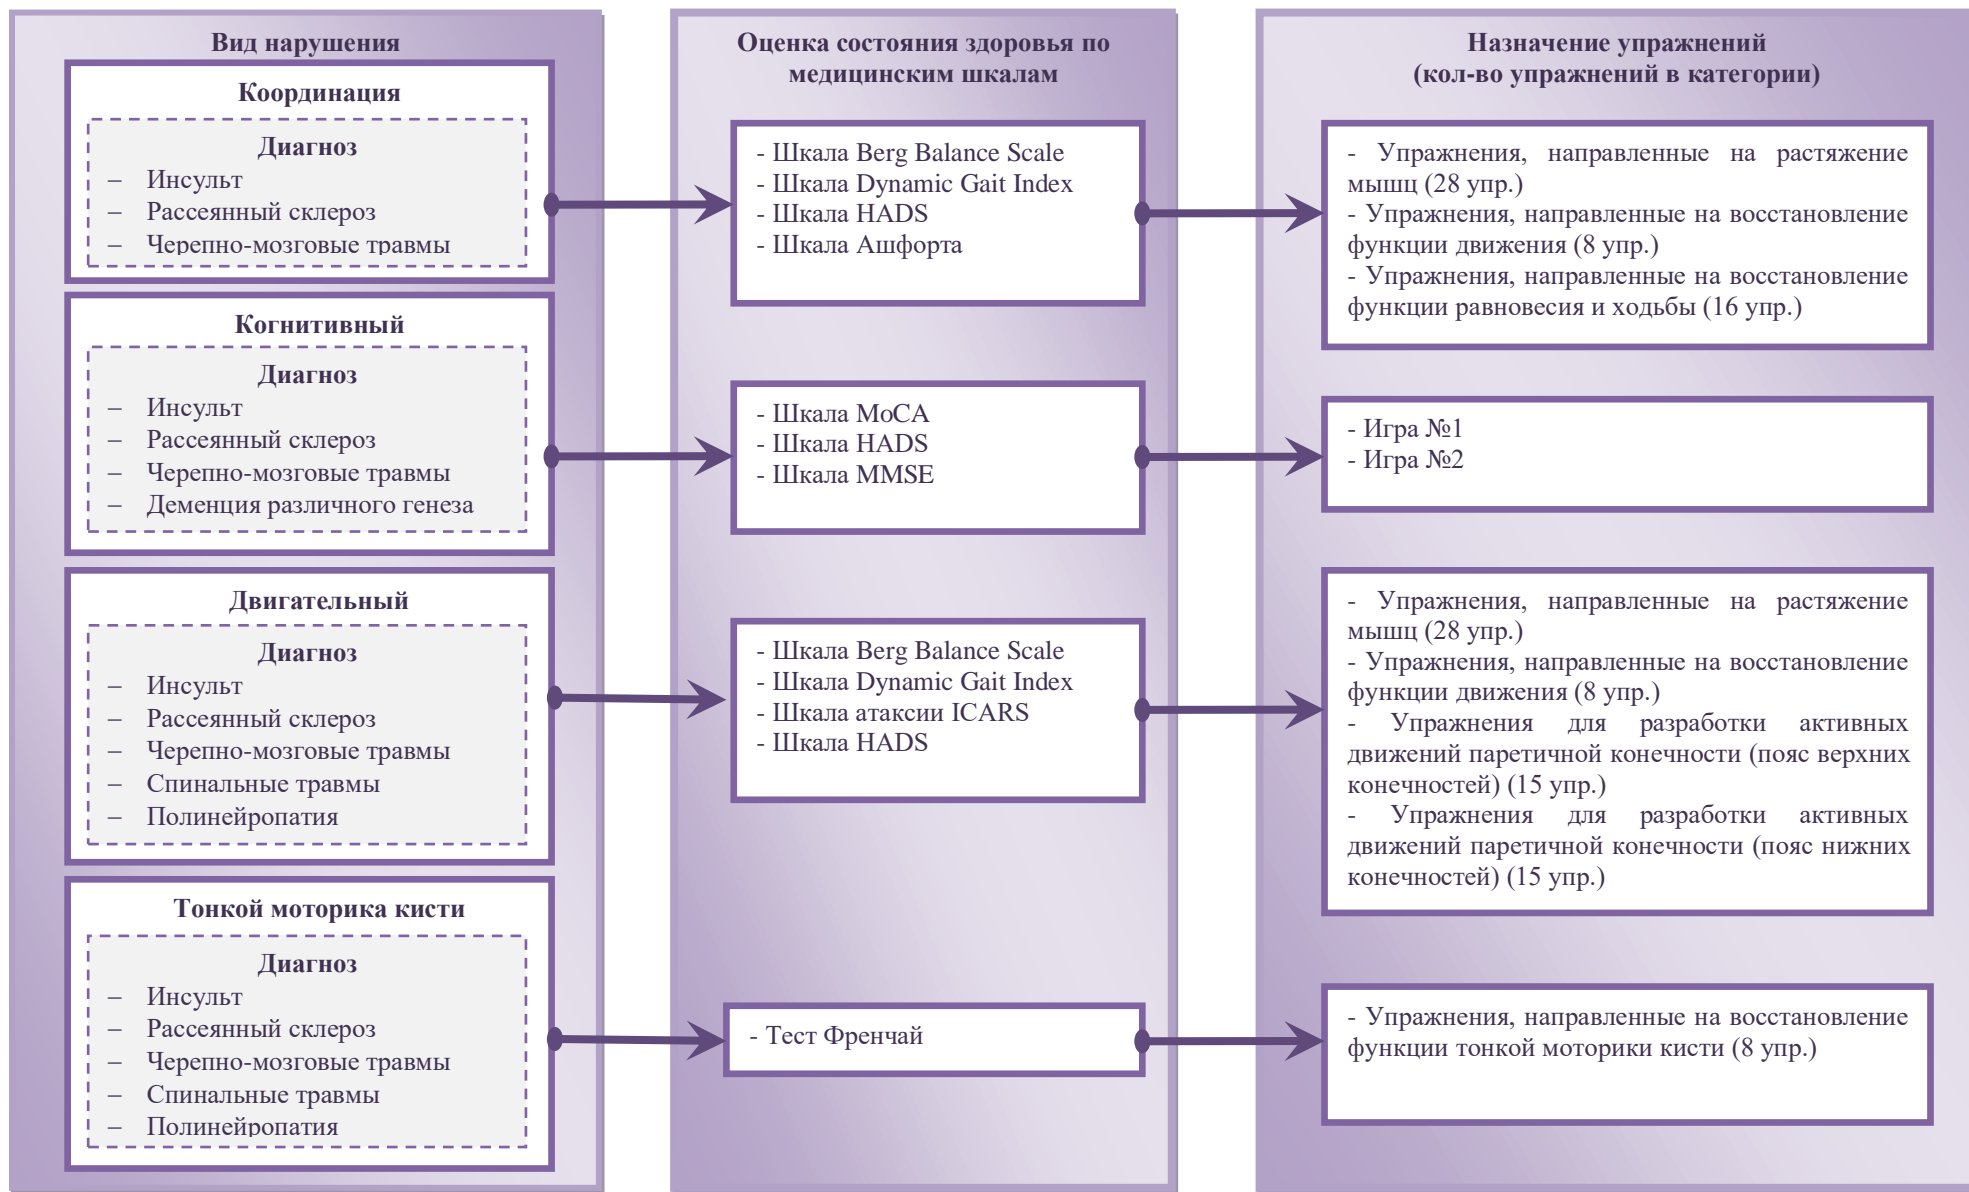 Вид нарушения
Координация
Диагноз
– Инсульт
– Рассеянный склероз
– Черепно-мозговые травмы
Когнитивный
Диагноз
– Инсульт
– Рассеянный склероз
– Черепно-мозговые травмы
– Деменция различного генеза
Двигательный
Диагноз
– Инсульт
– Рассеянный склероз
– Черепно-мозговые травмы
– Спинальные травмы
– Полинейропатия
Тонкой моторика кисти
Диагноз
– Инсульт
– Рассеянный склероз
– Черепно-мозговые травмы
– Спинальные травмы
– Полинейропатия
Оценка состояния здоровья по
медицинским шкалам
- Шкала Berg Balance Scale
- Шкала Dynamic Gait Index
- Шкала HADS
- Шкала Ашфорта
- Шкала MoCA
- Шкала HADS
- Шкала MMSE
- Шкала Berg Balance Scale
- Шкала Dynamic Gait Index
- Шкала атаксии ICARS
- Шкала HADS
- Тест Френчай
Назначение упражнений
(кол-во упражнений в категории)
- Упражнения, направленные на растяжение
мышц (28 упр.)
- Упражнения, направленные на восстановление
функции движения (8 упр.)
- Упражнения, направленные на восстановление
функции равновесия и ходьбы (16 упр.)
- Игра №1
- Игра №2
- Упражнения, направленные на растяжение
мышц (28 упр.)
- Упражнения, направленные на восстановление
функции движения (8 упр.)
- Упражнения для разработки активных
движений паретичной конечности (пояс верхних
конечностей) (15 упр.)
- Упражнения для разработки активных
движений паретичной конечности (пояс нижних
конечностей) (15 упр.)
- Упражнения, направленные на восстановление
функции тонкой моторики кисти (8 упр.)